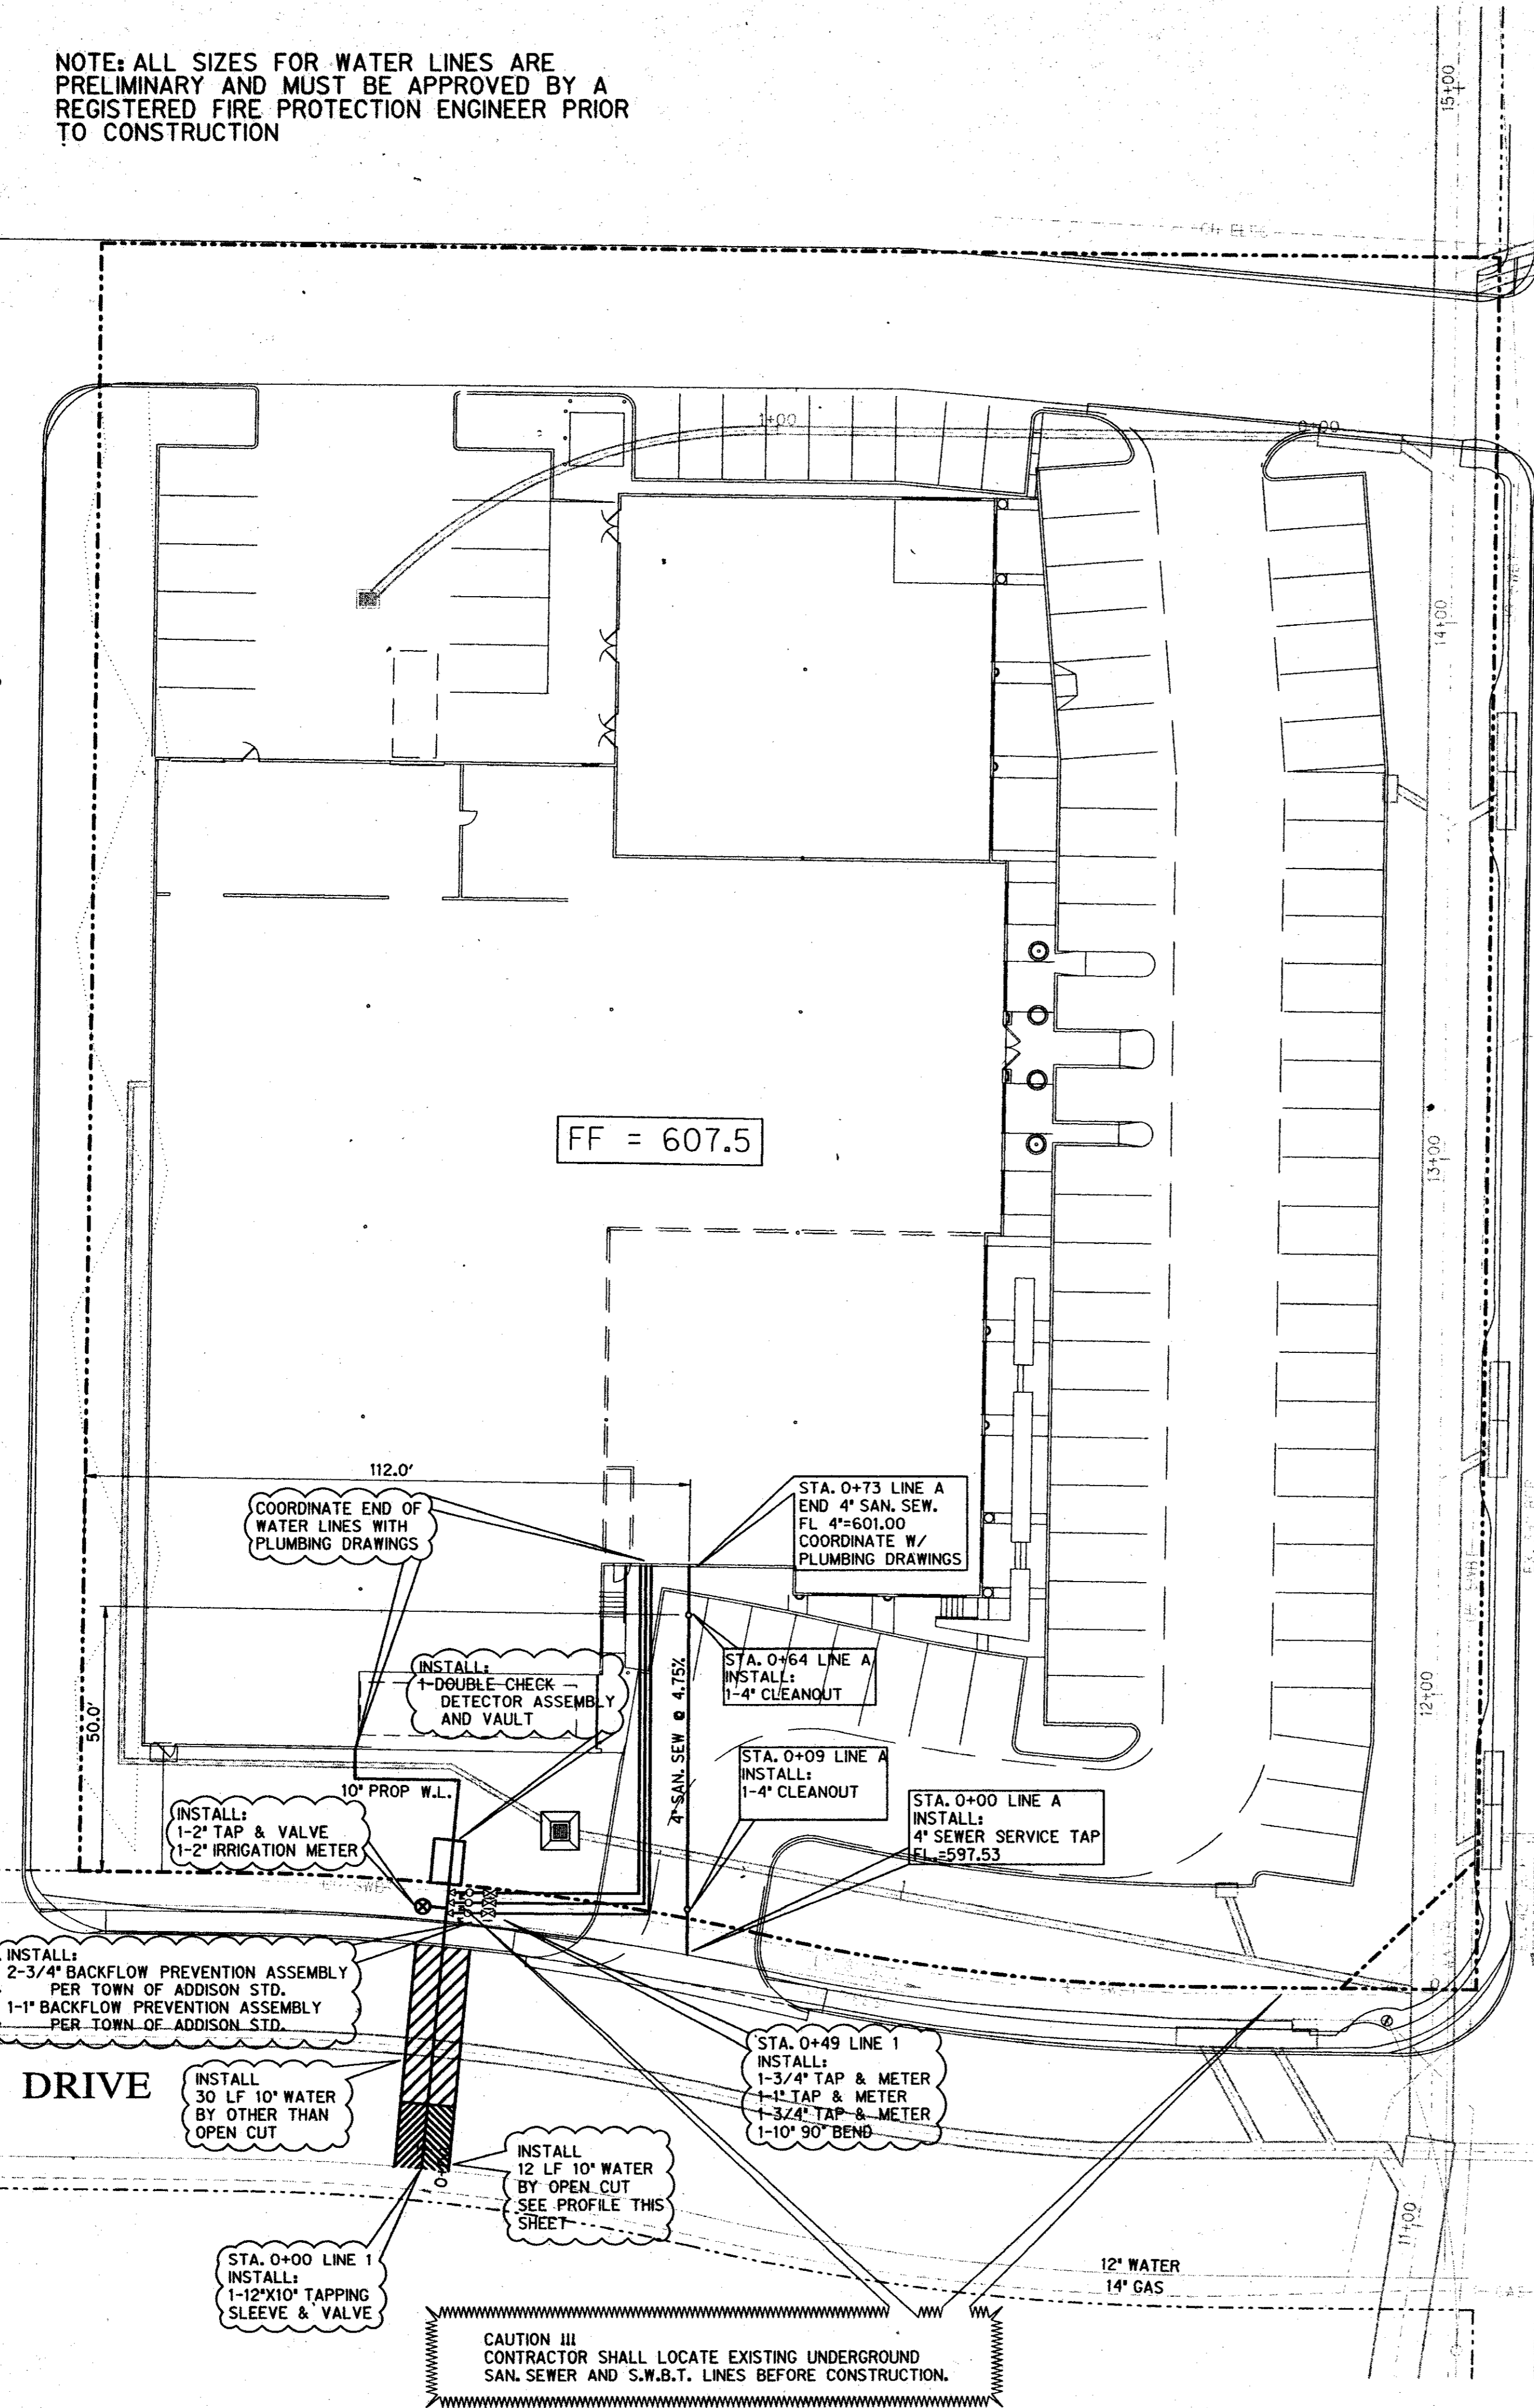 NOTE: ALL SIZES FOR WATER LINES ARE
PRELIMINARY AND MUST BE APPROVED BY A
REGISTERED FIRE PROTECTION ENGINEER PRIOR
TO CONSTRUCTION
15+00
OH ELEC
1+00
0+00
14+00
FF = 607.5
13+00
112.0'
COORDINATE END OF
WATER LINES WITH
PLUMBING DRAWINGS
STA. 0+73 LINE A
END 4" SAN. SEW.
FL 4"=601.00
COORDINATE W/
PLUMBING DRAWINGS
INSTALL:
1-DOUBLE CHECK
DETECTOR ASSEMBLY
AND VAULT
STA. 0+64 LINE A
INSTALL:
1-4" CLEANOUT
12+00
50.0'
4" SAN. SEW @ 4.75%
STA. 0+09 LINE A
INSTALL:
1-4" CLEANOUT
10" PROP W.L.
INSTALL:
1-2" TAP & VALVE
1-2" IRRIGATION METER
STA. 0+00 LINE A
INSTALL:
4" SEWER SERVICE TAP
FL.=597.53
INSTALL:
2-3/4" BACKFLOW PREVENTION ASSEMBLY
PER TOWN OF ADDISON STD.
1-1" BACKFLOW PREVENTION ASSEMBLY
PER TOWN OF ADDISON STD.
DRIVE
INSTALL
30 LF 10" WATER
BY OTHER THAN
OPEN CUT
STA. 0+49 LINE 1
INSTALL:
1-3/4" TAP & METER
1-1" TAP & METER
1-3/4" TAP & METER
1-10" 90° BEND
INSTALL
12 LF 10" WATER
BY OPEN CUT
SEE PROFILE THIS
SHEET
11+00
STA. 0+00 LINE 1
INSTALL:
1-12"X10" TAPPING
SLEEVE & VALVE
12" WATER
14" GAS
CAUTION !!!
CONTRACTOR SHALL LOCATE EXISTING UNDERGROUND
SAN. SEWER AND S.W.B.T. LINES BEFORE CONSTRUCTION.